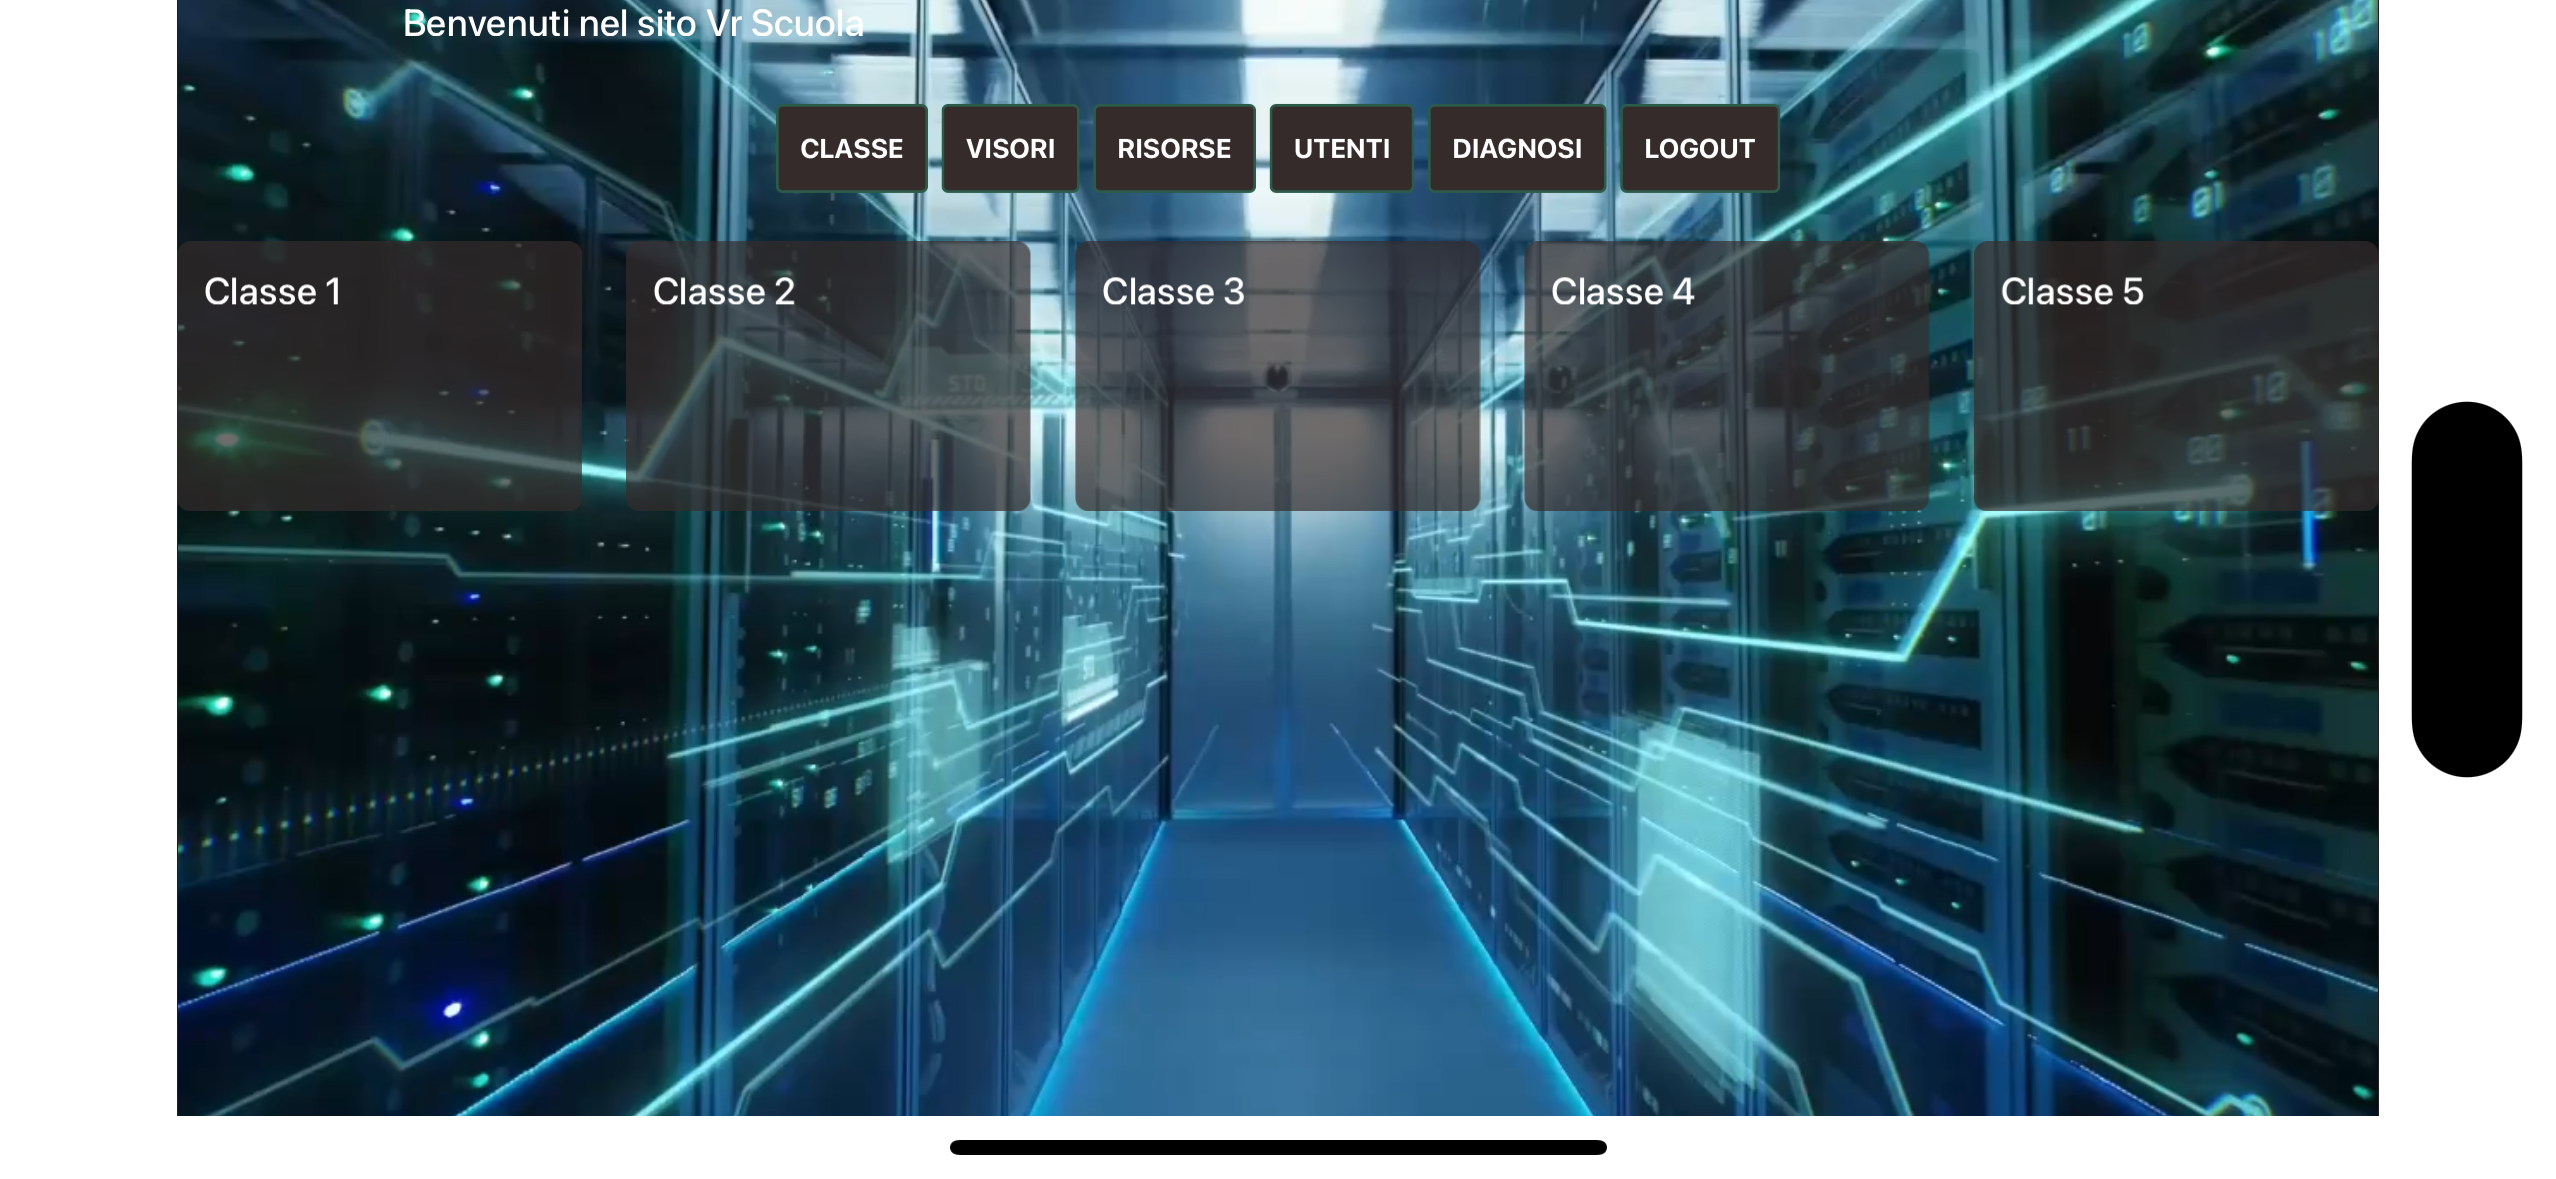 Benvenuti nel sito Vr Scuola
CLASSE VISORI RISORSE UTENTI DIAGNOSI LOGOUT
Classe 1 Classe 2 Classe 3 Classe 4 Classe 5